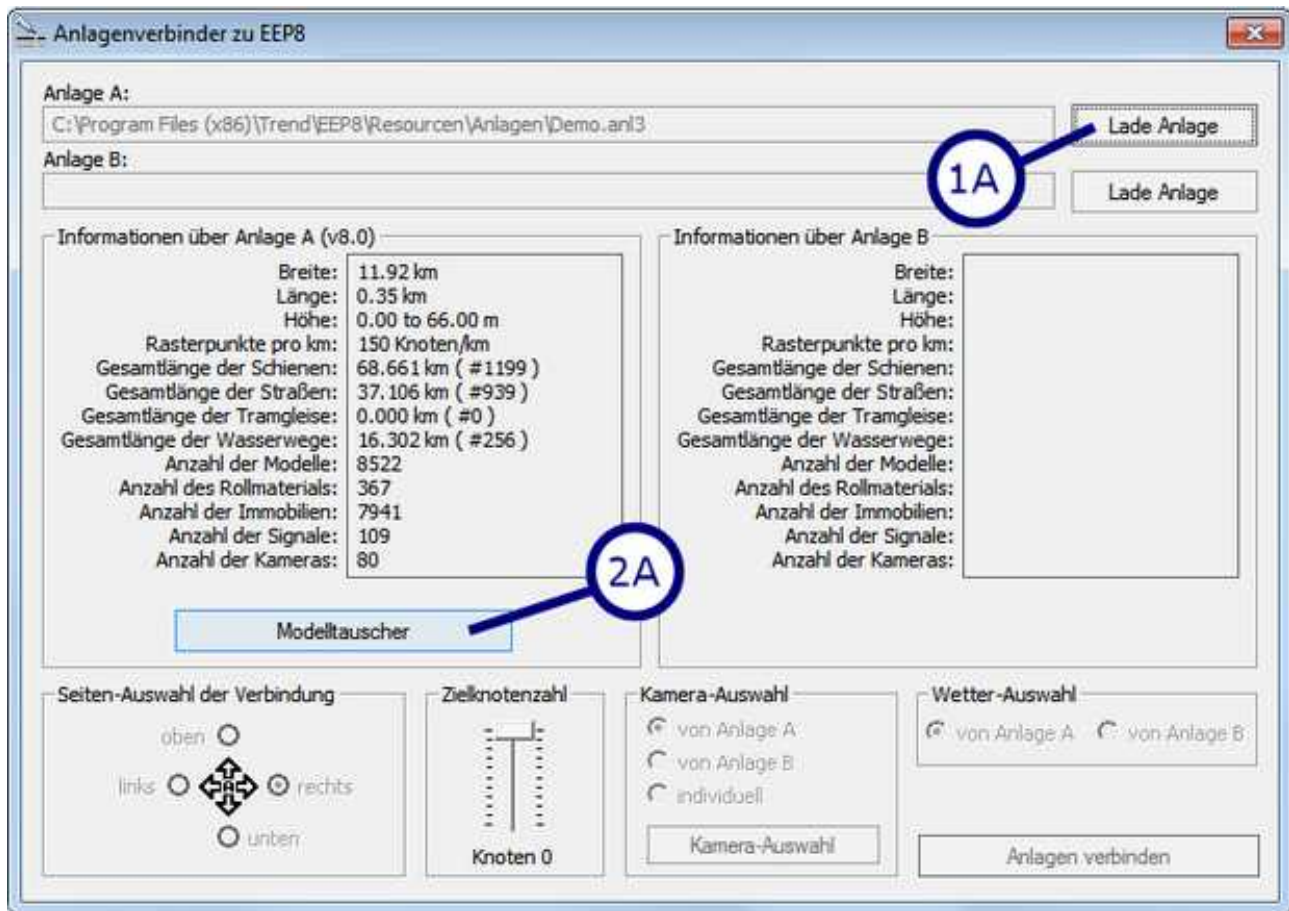 Anlagenverbinder zu EEP8
Anlage A:
C:\Program Files (x86)\Trend\EEP8\Resourcen\Anlagen\Demo.anl3
Lade Anlage
Anlage B:
1A
Lade Anlage
Informationen über Anlage A (v8.0)
Breite: 11.92 km
Länge: 0.35 km
Höhe: 0.00 to 66.00 m
Rasterpunkte pro km: 150 Knoten/km
Gesamtlänge der Schienen: 68.661 km ( #1199 )
Gesamtlänge der Straßen: 37.106 km ( #939 )
Gesamtlänge der Tramgleise: 0.000 km ( #0 )
Gesamtlänge der Wasserwege: 16.302 km ( #256 )
Anzahl der Modelle: 8522
Anzahl des Rollmaterials: 367
Anzahl der Immobilien: 7941
Anzahl der Signale: 109
Anzahl der Kameras: 80
2A
Modelltauscher
Informationen über Anlage B
Breite:
Länge:
Höhe:
Rasterpunkte pro km:
Gesamtlänge der Schienen:
Gesamtlänge der Straßen:
Gesamtlänge der Tramgleise:
Gesamtlänge der Wasserwege:
Anzahl der Modelle:
Anzahl des Rollmaterials:
Anzahl der Immobilien:
Anzahl der Signale:
Anzahl der Kameras:
Seiten-Auswahl der Verbindung
oben
links A rechts
unten
Zielknotenzahl
Knoten 0
Kamera-Auswahl
von Anlage A
von Anlage B
individuell
Kamera-Auswahl
Wetter-Auswahl
von Anlage A von Anlage B
Anlagen verbinden